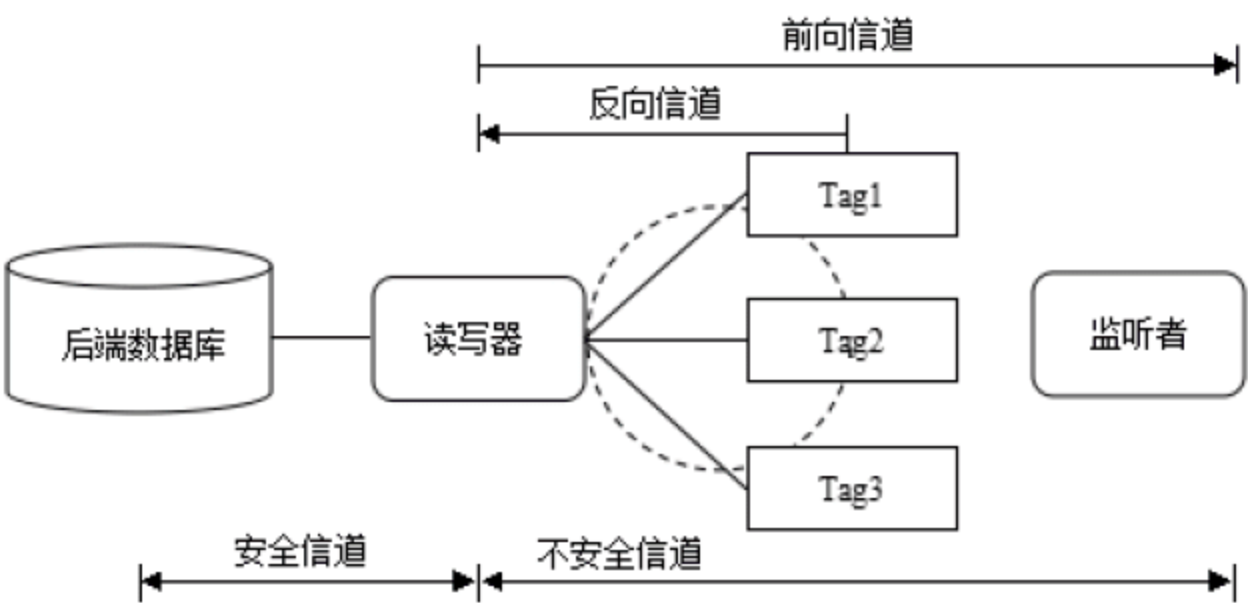 前向信道
反向信道
Tag1
后端数据库
读写器
Tag2
监听者
Tag3
安全信道
不安全信道